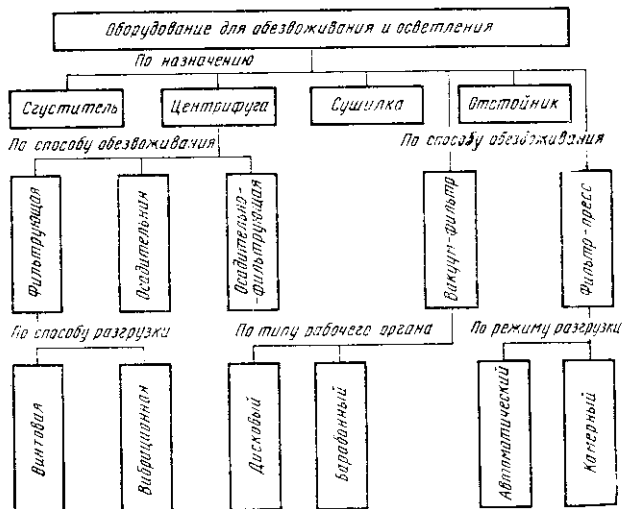 Оборудование для обезвоживания и осветления
По назначению
Сгуститель
Центрифуга
Сушилка
Отстойник
По способу обезвоживания
По способу обезвоживания
Фильтрующая
Осадительная
Осадительно-
-фильтрующая
Вакуум-фильтр
Фильтр-пресс
По способу разгрузки
По типу рабочего органа
По режиму разгрузки
Винтовая
Вибрационная
Дисковый
Барабанный
Автоматический
Камерный